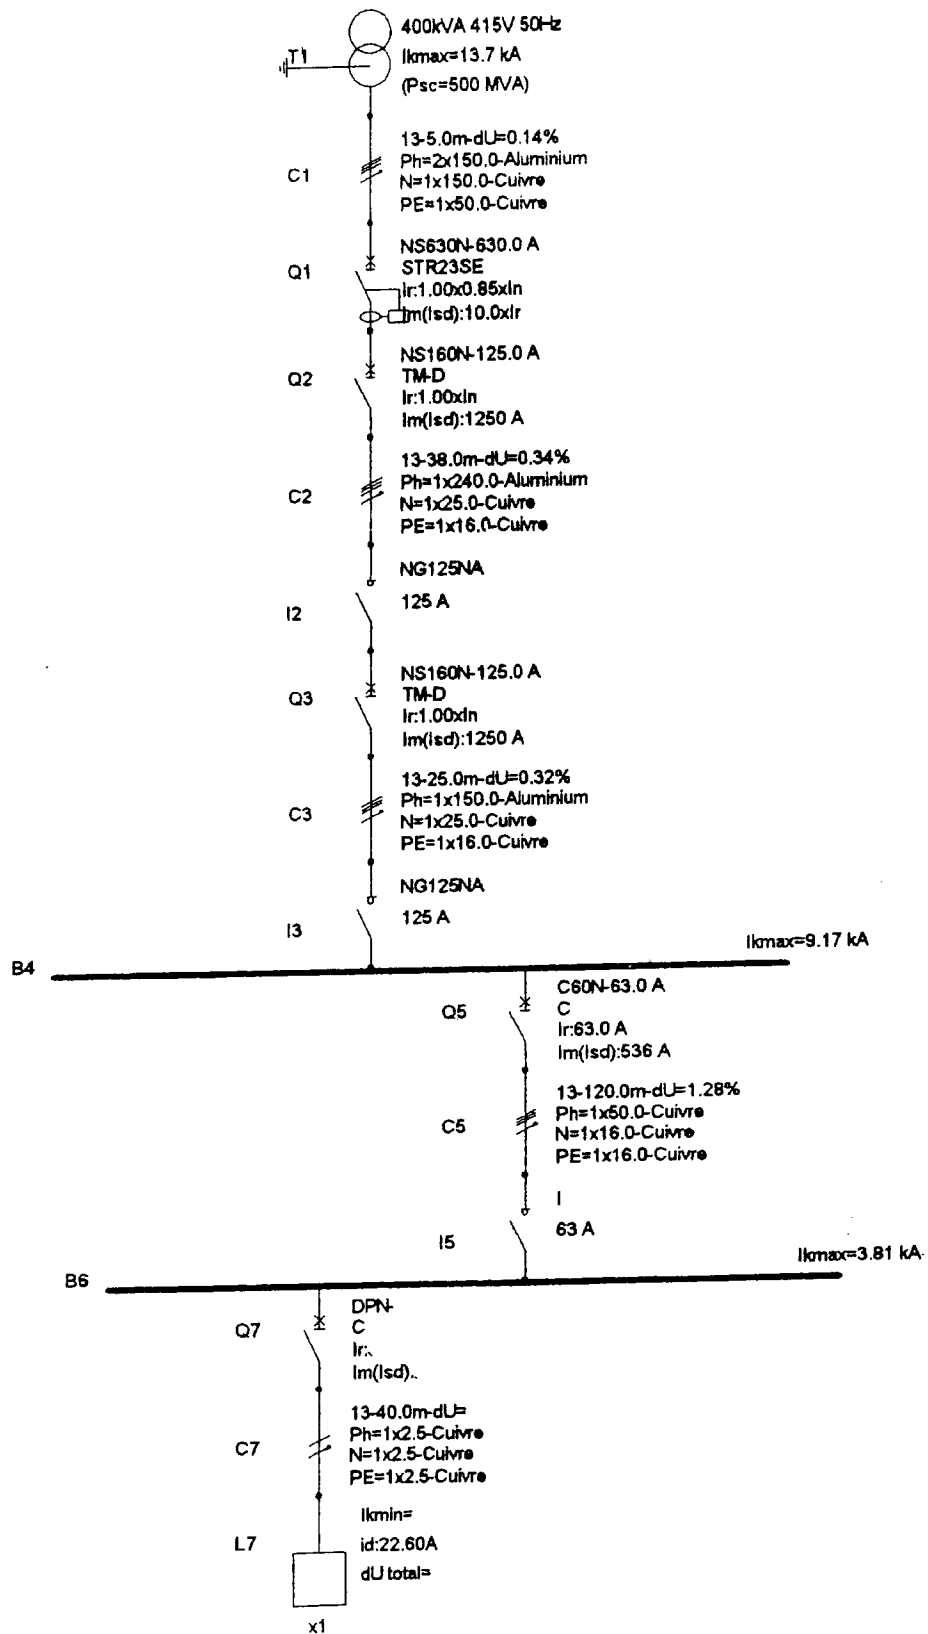 400kVA 415V 50Hz
T1
Ikmax=13.7 kA
(Psc=500 MVA)
13-5.0m-dU=0.14%
Ph=2x150.0-Aluminium
C1
N=1x150.0-Cuivre
PE=1x50.0-Cuivre
NS630N-630.0 A
Q1
STR23SE
Ir:1.00x0.85xIn
Im(Isd):10.0xIr
NS160N-125.0 A
Q2
TM-D
Ir:1.00xIn
Im(Isd):1250 A
13-38.0m-dU=0.34%
Ph=1x240.0-Aluminium
C2
N=1x25.0-Cuivre
PE=1x16.0-Cuivre
NG125NA
I2
125 A
NS160N-125.0 A
Q3
TM-D
Ir:1.00xIn
Im(Isd):1250 A
13-25.0m-dU=0.32%
Ph=1x150.0-Aluminium
C3
N=1x25.0-Cuivre
PE=1x16.0-Cuivre
NG125NA
I3
125 A
Ikmax=9.17 kA
B4
C60N-63.0 A
Q5
C
Ir:63.0 A
Im(Isd):536 A
13-120.0m-dU=1.28%
Ph=1x50.0-Cuivre
C5
N=1x16.0-Cuivre
PE=1x16.0-Cuivre
I
I5
63 A
Ikmax=3.81 kA
B6
DPN-
Q7
C
Ir:.
Im(Isd)..
13-40.0m-dU=
Ph=1x2.5-Cuivre
C7
N=1x2.5-Cuivre
PE=1x2.5-Cuivre
Ikmin=
L7
id:22.60A
dU total=
x1